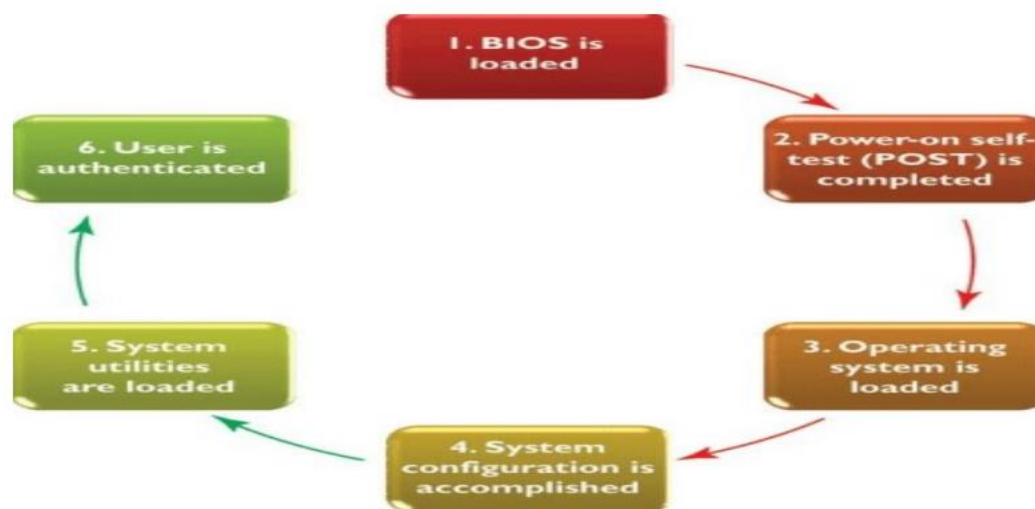 1. BIOS is
loaded
2. Power-on self-
test (POST) is
completed
3. Operating
system is
loaded
4. System
configuration is
accomplished
5. System
utilities
are loaded
6. User is
authenticated